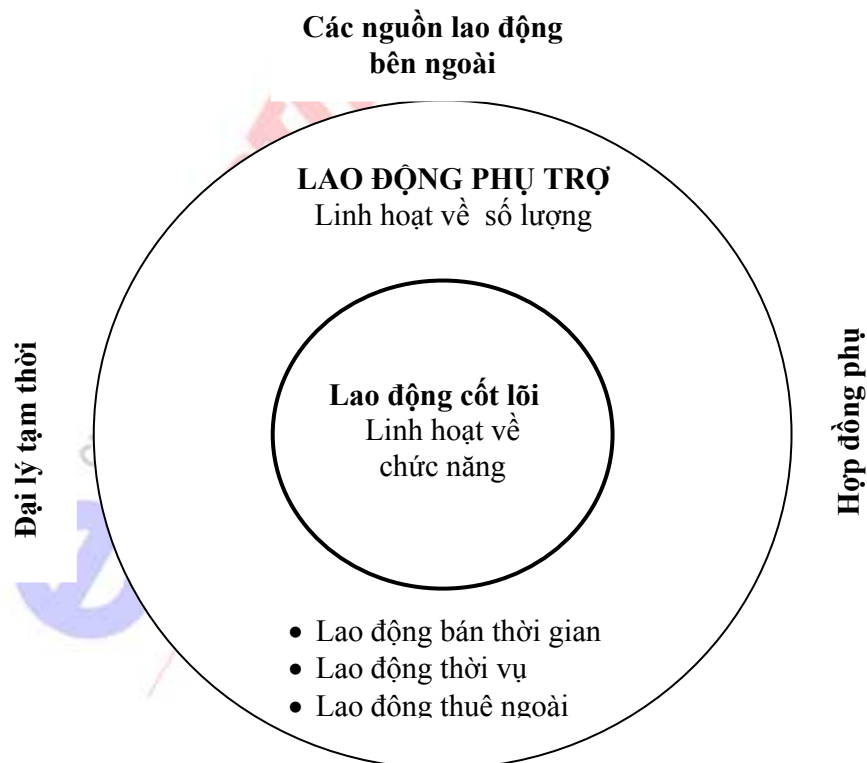 Các nguồn lao động
bên ngoài
LAO ĐỘNG PHỤ TRỢ
Linh hoạt về số lượng
Đại lý tạm thời
Lao động cốt lõi
Linh hoạt về
chức năng
Hợp đồng phụ
• Lao động bán thời gian
• Lao động thời vụ
• Lao động thuê ngoài